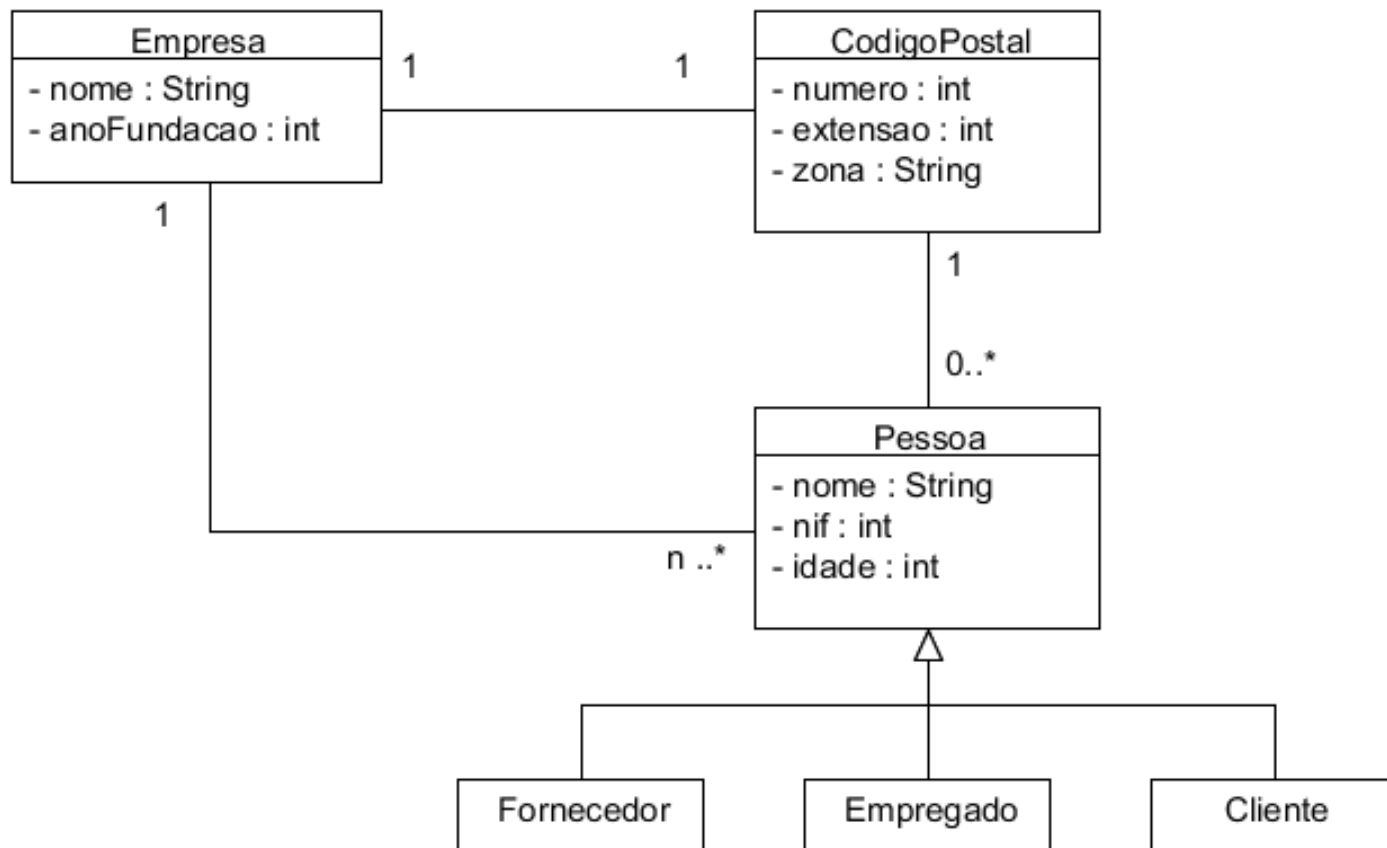 Empresa
- nome : String
- anoFundacao : int
1
1
CodigoPostal
- numero : int
- extensao : int
- zona : String
1
1
0..*
Pessoa
- nome : String
- nif : int
- idade : int
n ..*
Fornecedor
Empregado
Cliente